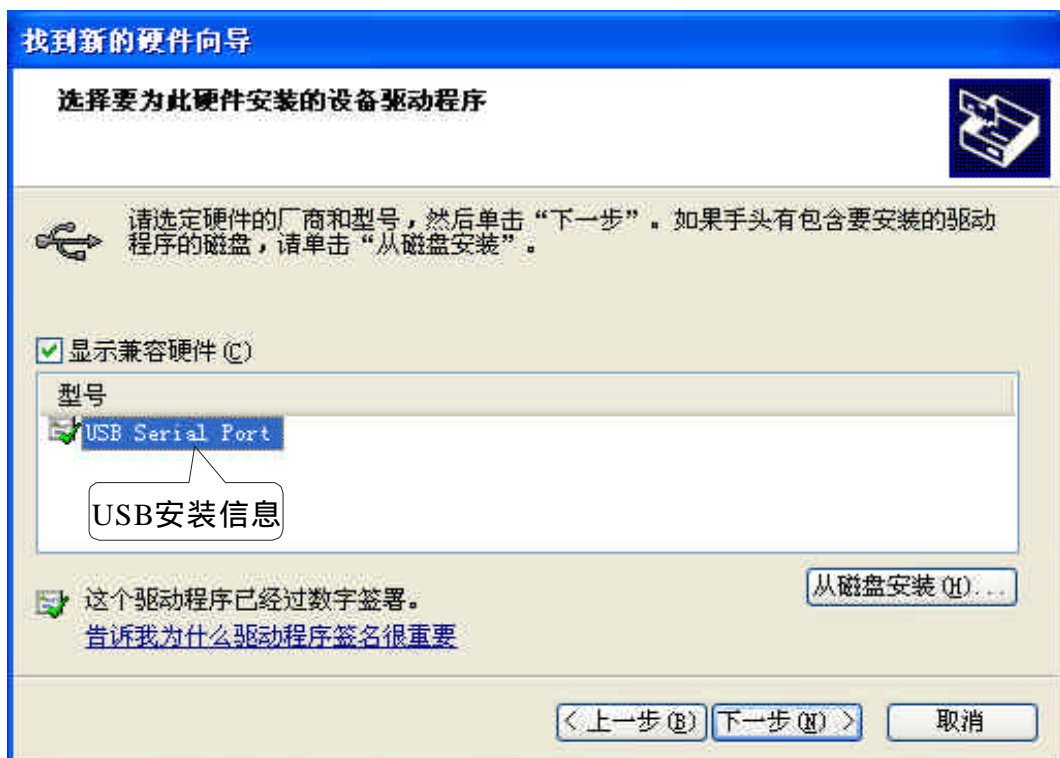 找到新的硬件向导
选择要为此硬件安装的设备驱动程序
请选定硬件的厂商和型号，然后单击“下一步”。如果手头有包含要安装的驱动
程序的磁盘，请单击“从磁盘安装”。
显示兼容硬件(C)
型号
USB Serial Port
USB安装信息
这个驱动程序已经过数字签署。
从磁盘安装(H)...
告诉我为什么驱动程序签名很重要
<上一步(B) 下一步(N)> 取消